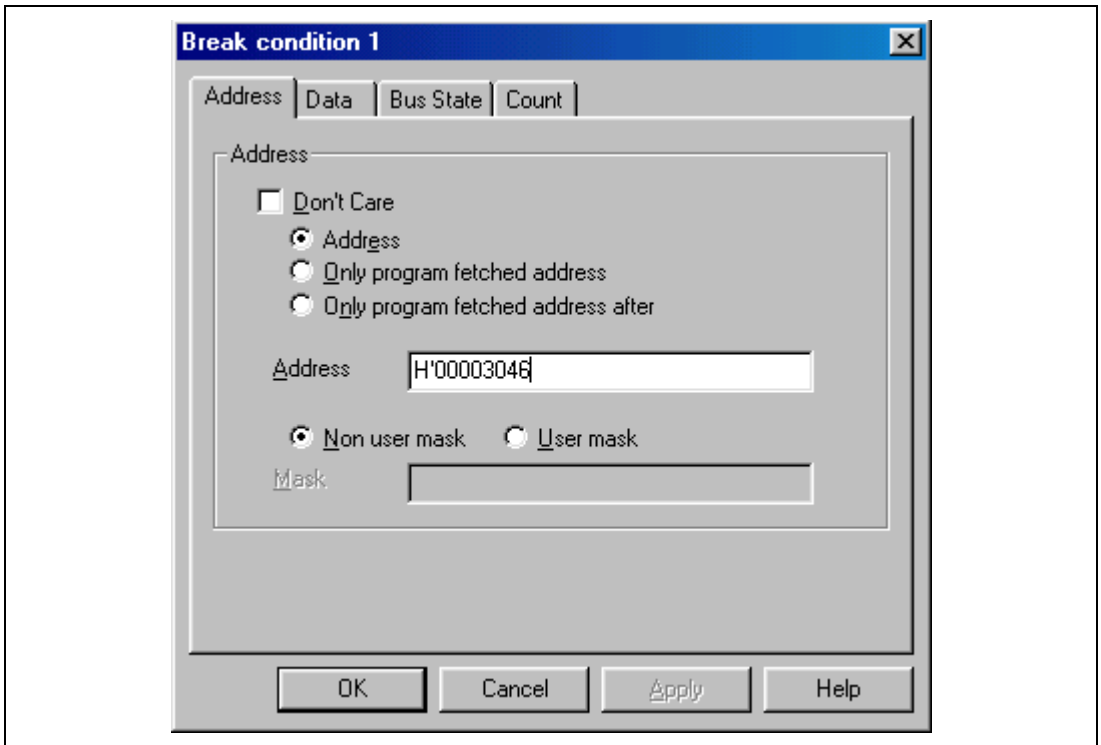 Break condition 1
Address Data Bus State Count
Address
Don't Care
Address
Only program fetched address
Only program fetched address after
Address H'00003046
Non user mask User mask
Mask
OK Cancel Apply Help